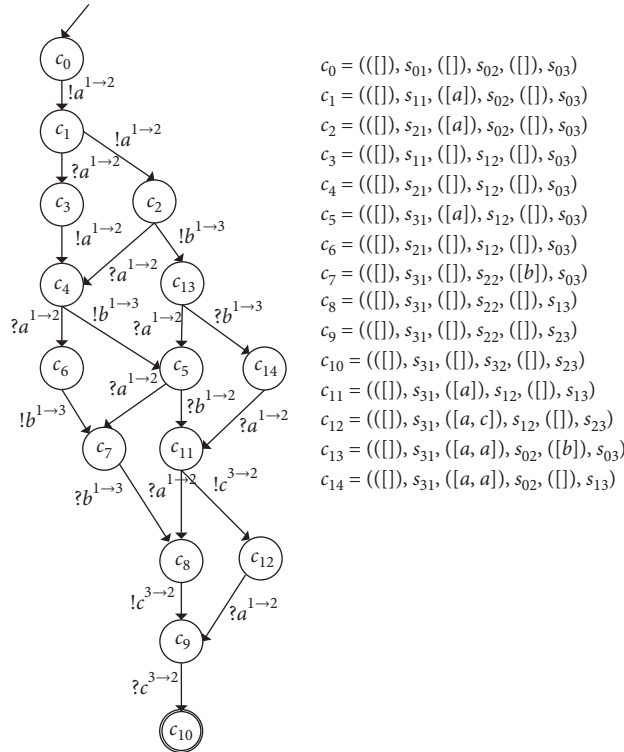 c₀
!a¹→²
c₁
!a¹→²
?a¹→²
c₃
c₂
!a¹→²
!b¹→³
?a¹→²
c₄
c₁₃
?a¹→²
!b¹→³
?a¹→²
?b¹→³
c₆
c₅
c₁₄
!b¹→³
?a¹→²
?b¹→²
?a¹→²
c₇
c₁₁
?b¹→³
?a¹→²
!c³→²
c₈
c₁₂
!c³→²
?a¹→²
c₉
?c³→²
c₁₀
c₀ = (([]), s₀₁, ([]), s₀₂, ([]), s₀₃)
c₁ = (([]), s₁₁, ([a]), s₀₂, ([]), s₀₃)
c₂ = (([]), s₂₁, ([a]), s₀₂, ([]), s₀₃)
c₃ = (([]), s₁₁, ([]), s₁₂, ([]), s₀₃)
c₄ = (([]), s₂₁, ([]), s₁₂, ([]), s₀₃)
c₅ = (([]), s₃₁, ([a]), s₁₂, ([]), s₀₃)
c₆ = (([]), s₂₁, ([]), s₁₂, ([]), s₀₃)
c₇ = (([]), s₃₁, ([]), s₂₂, ([b]), s₀₃)
c₈ = (([]), s₃₁, ([]), s₂₂, ([]), s₁₃)
c₉ = (([]), s₃₁, ([]), s₂₂, ([]), s₂₃)
c₁₀ = (([]), s₃₁, ([]), s₃₂, ([]), s₂₃)
c₁₁ = (([]), s₃₁, ([a]), s₁₂, ([]), s₁₃)
c₁₂ = (([]), s₃₁, ([a, c]), s₁₂, ([]), s₂₃)
c₁₃ = (([]), s₃₁, ([a, a]), s₀₂, ([b]), s₀₃)
c₁₄ = (([]), s₃₁, ([a, a]), s₀₂, ([]), s₁₃)